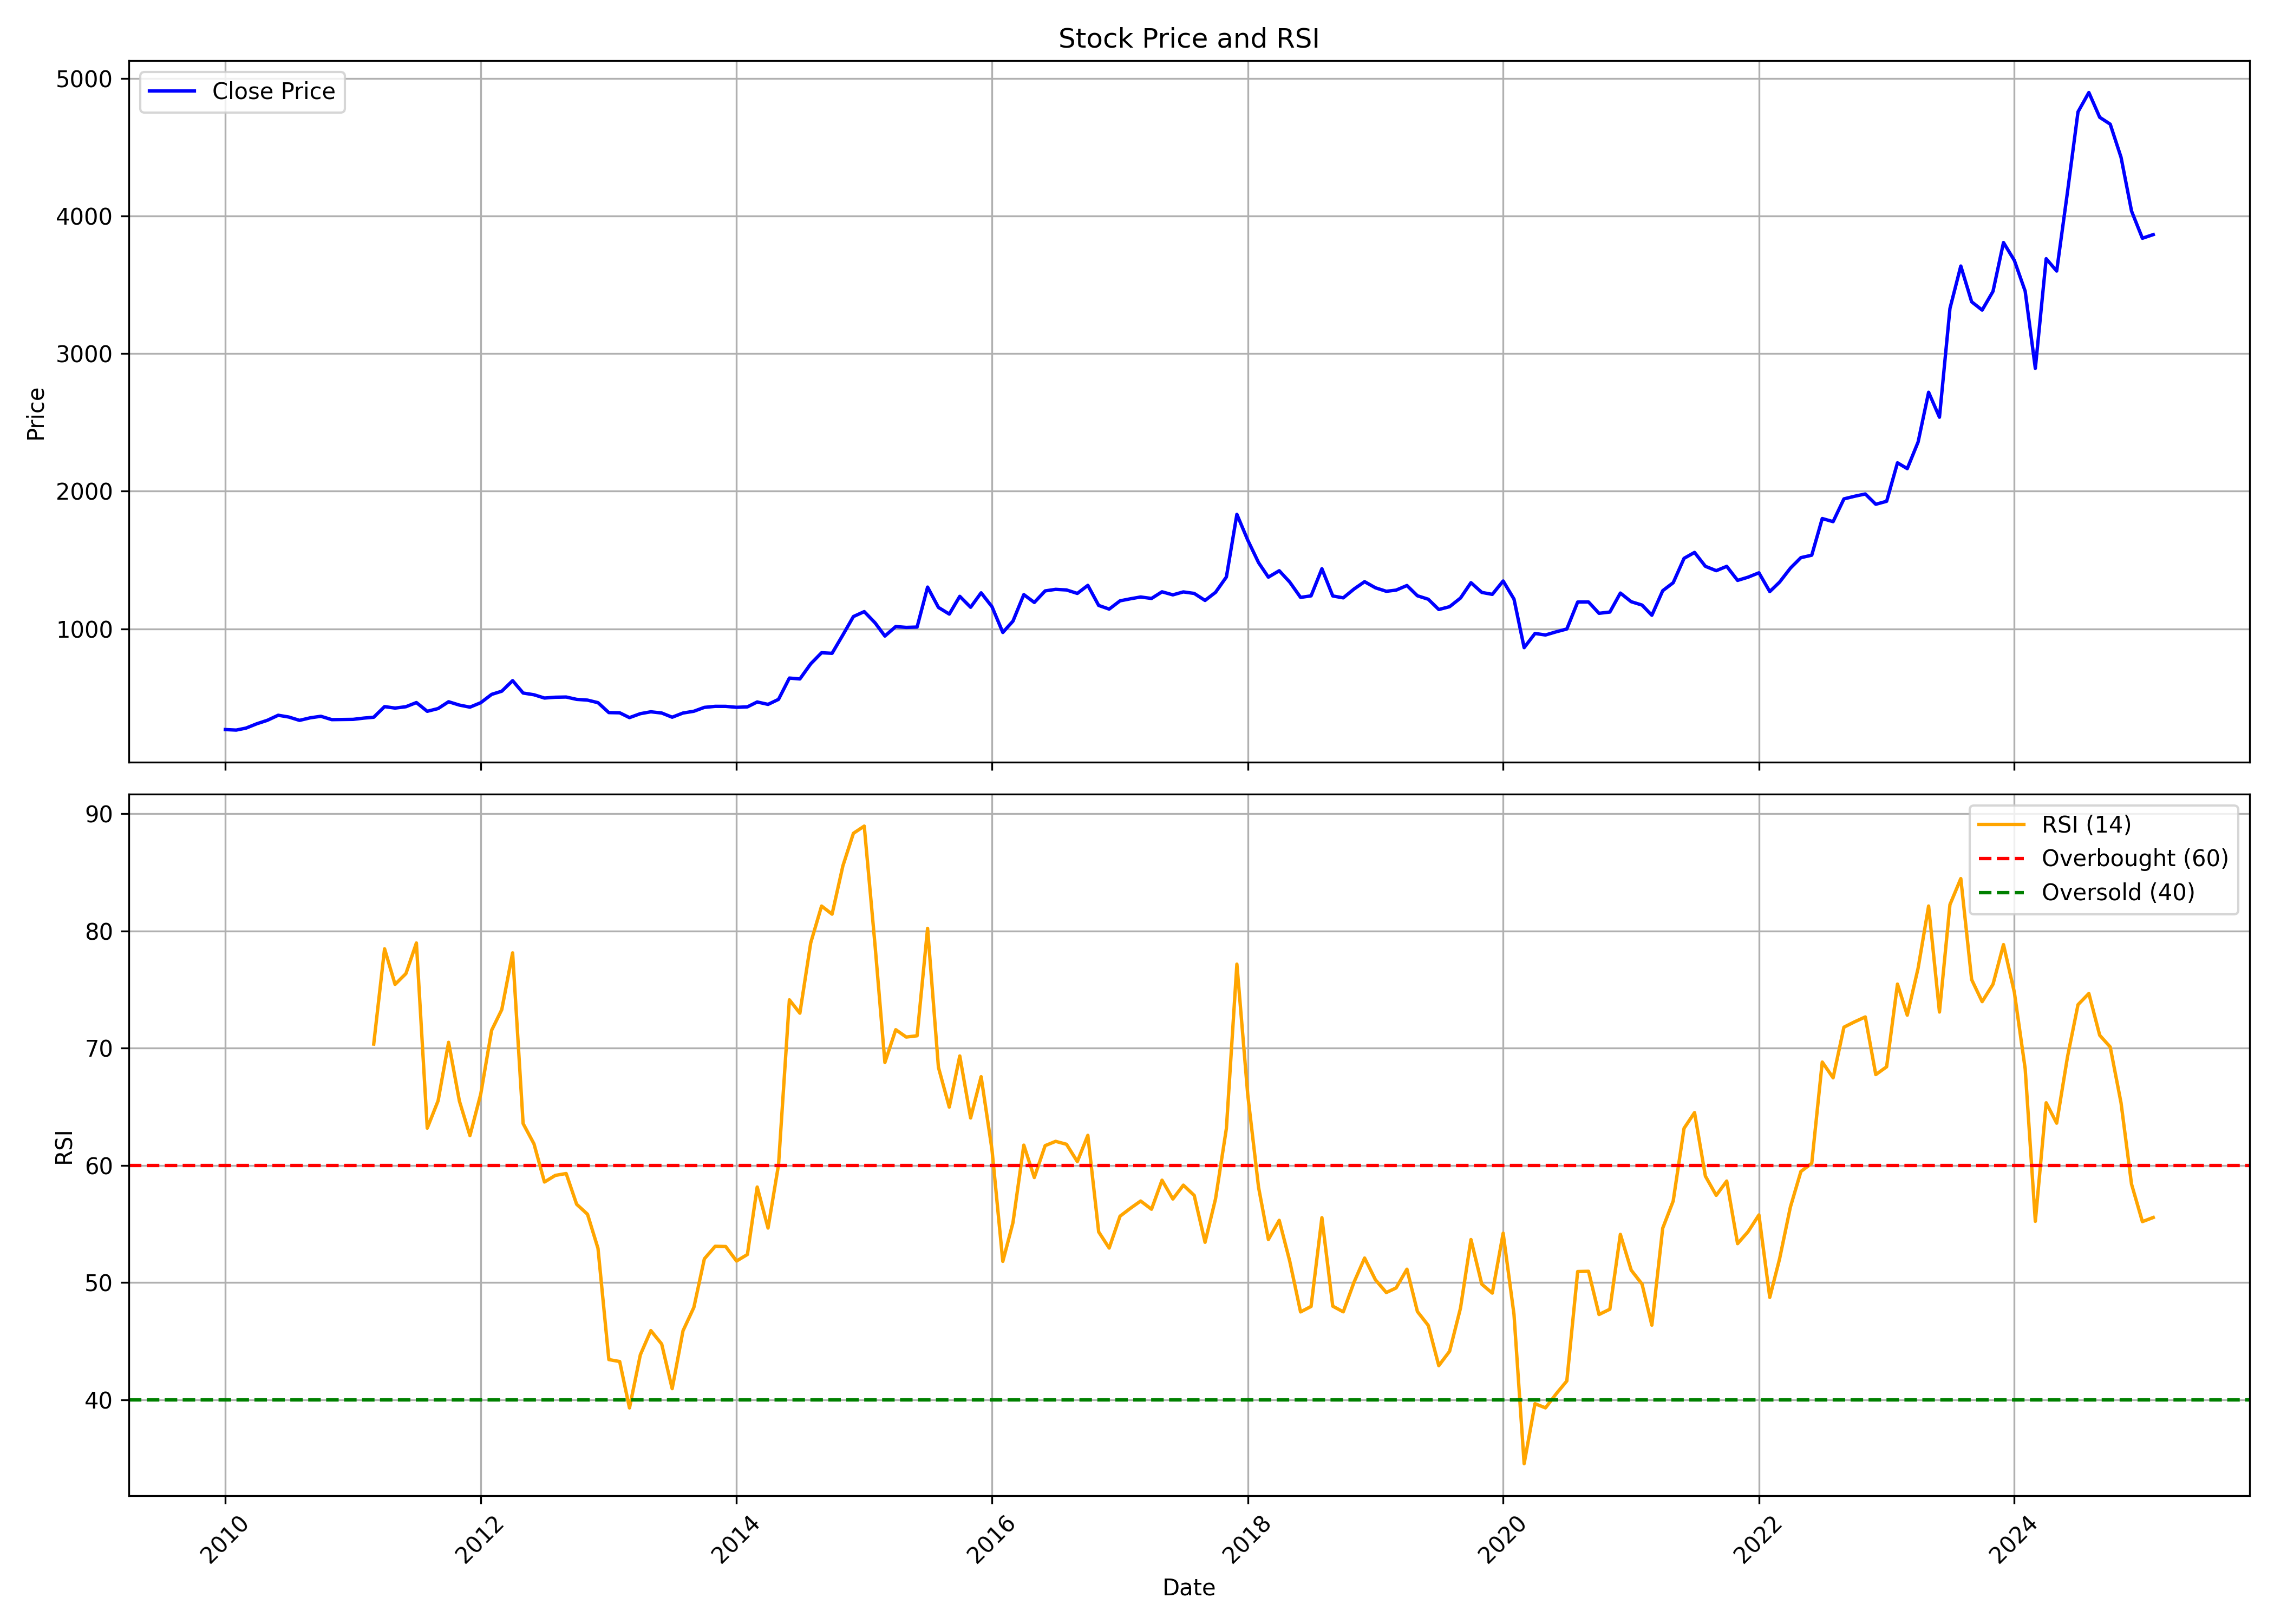 Stock Price and RSI
Close Price
5000
4000
3000
2000
1000
Price
RSI (14)
Overbought (60)
Oversold (40)
90
80
70
60
50
40
RSI
2010
2012
2014
2016
2018
2020
2022
2024
Date